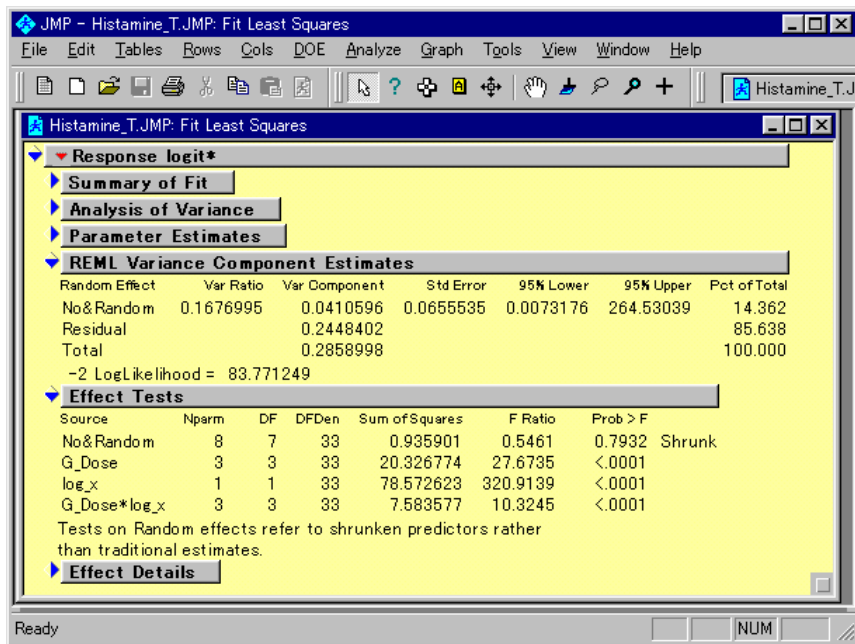 JMP - Histamine_T.JMP: Fit Least Squares
File Edit Tables Rows Cols DOE Analyze Graph Tools View Window Help
Histamine_T.J
Histamine_T.JMP: Fit Least Squares
Response logit*
Summary of Fit
Analysis of Variance
Parameter Estimates
REML Variance Component Estimates
Random Effect Var Ratio Var Component Std Error 95% Lower 95% Upper Pct of Total
No&Random 0.1676995 0.0410596 0.0655535 0.0073176 264.53039 14.362
Residual 0.2448402 85.638
Total 0.2858998 100.000
-2 LogLikelihood = 83.771249
Effect Tests
Source Nparm DF DFDen Sum of Squares F Ratio Prob > F
No&Random 8 7 33 0.935901 0.5461 0.7932 Shrunk
G_Dose 3 3 33 20.326774 27.6735 <.0001
log_x 1 1 33 78.572623 320.9139 <.0001
G_Dose*log_x 3 3 33 7.583577 10.3245 <.0001
Tests on Random effects refer to shrunken predictors rather
than traditional estimates.
Effect Details
Ready NUM